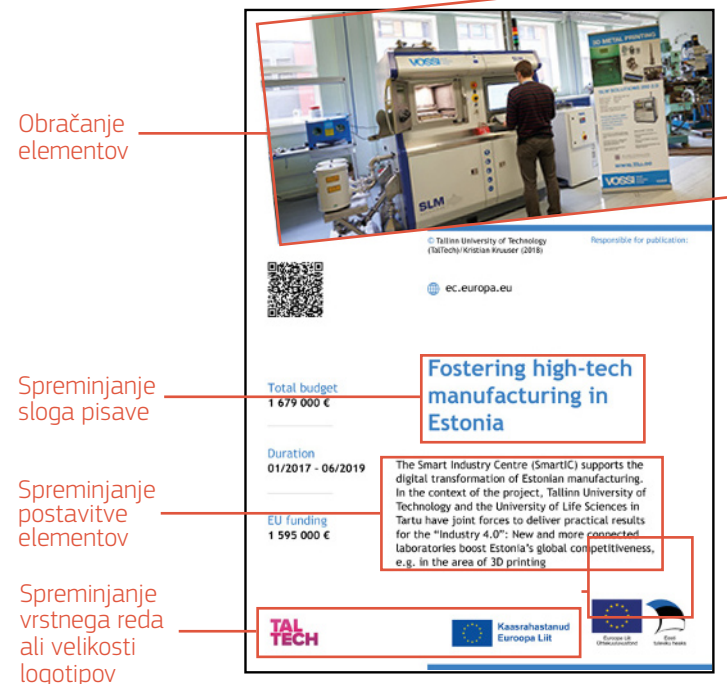 Obračanje
elementov
VOSSI
SLM
3D METAL PRINTING
VOSSI
© Tallinn University of Technology
(TalTech)/Kristian Kruuser (2018)
Responsible for publication:
ec.europa.eu
Spreminjanje
sloga pisave
Total budget
1 679 000 €
Fostering high-tech
manufacturing in
Estonia
Duration
01/2017 - 06/2019
Spreminjanje
postavitve
elementov
EU funding
1 595 000 €
The Smart Industry Centre (SmartIC) supports the
digital transformation of Estonian manufacturing.
In the context of the project, Tallinn University of
Technology and the University of Life Sciences in
Tartu have joint forces to deliver practical results
for the “Industry 4.0”: New and more connected
laboratories boost Estonia’s global competitiveness,
e.g. in the area of 3D printing
Spreminjanje
vrstnega reda
ali velikosti
logotipov
TAL
TECH
Kaasrahastanud
Euroopa Liit
Euroopa Liit
Eesti
tuleviku heaks